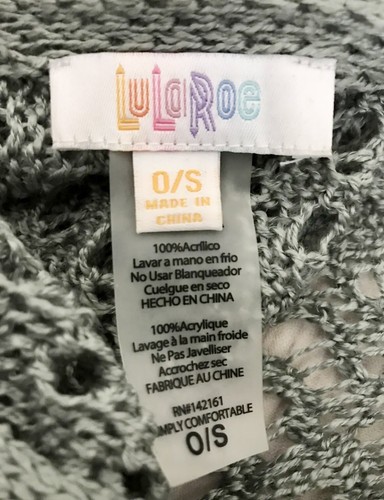 LuLaRoe
O/S
MADE IN
CHINA
100%Acrílico
Lavar a mano en frio
No Usar Blanqueador
Cuelgue en seco
HECHO EN CHINA
100%Acrylique
Lavage à la main froide
Ne Pas Javelliser
Accrochez sec
FABRIQUE AU CHINE
RN#142161
MPLY COMFORTABLE
O/S